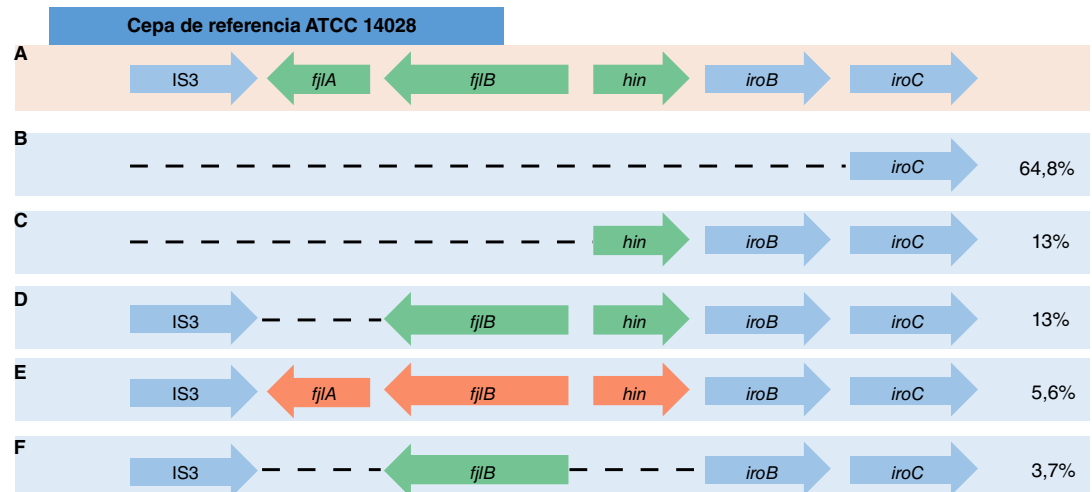 Cepa de referencia ATCC 14028
A
IS3 fjlA fjlB hin iroB iroC
B
iroC 64,8%
C
hin iroB iroC 13%
D
IS3 fjlB hin iroB iroC 13%
E
IS3 fjlA fjlB hin iroB iroC 5,6%
F
IS3 fjlB iroB iroC 3,7%